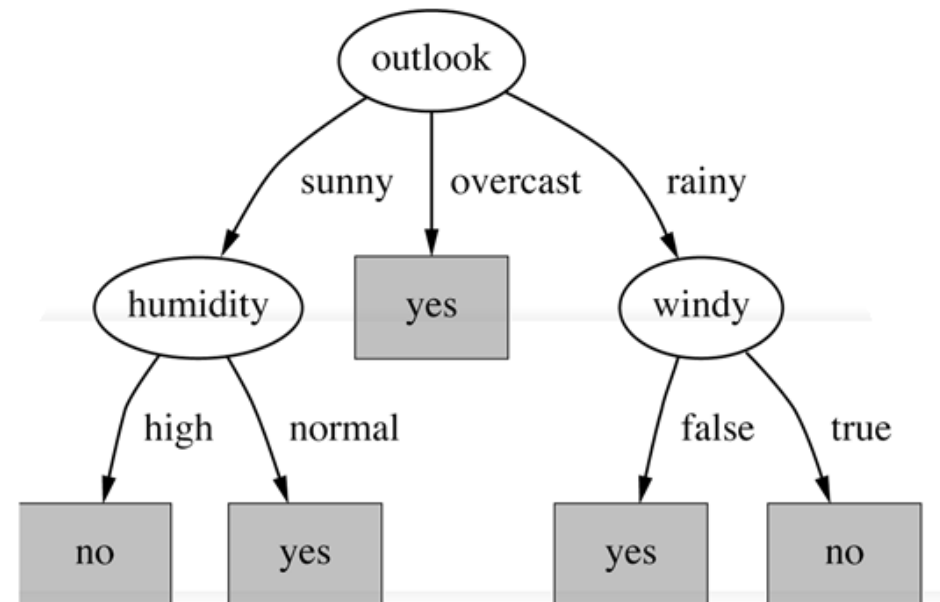 outlook
sunny overcast rainy
humidity yes windy
high normal false true
no yes yes no